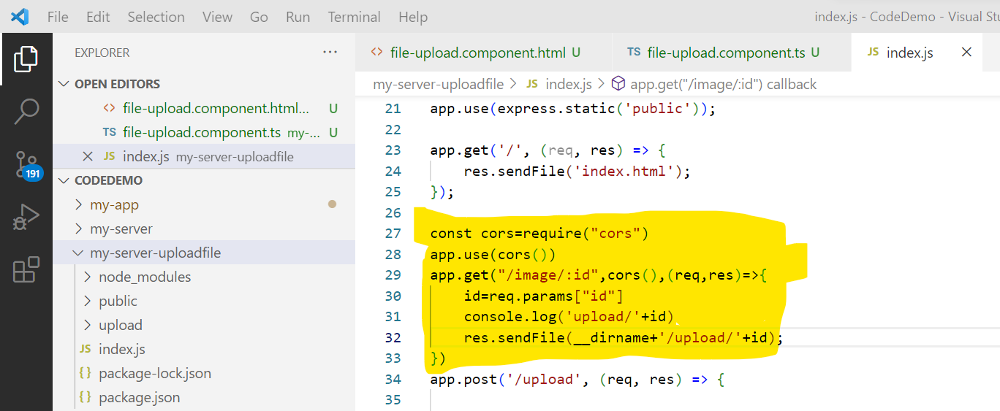 File Edit Selection View Go Run Terminal Help
index.js - CodeDemo - Visual Stu
EXPLORER
OPEN EDITORS
<> file-upload.component.html... U
TS file-upload.component.ts my-... U
JS index.js my-server-uploadfile
CODEDEMO
my-app
my-server
my-server-uploadfile
node_modules
public
upload
JS index.js
{} package-lock.json
{} package.json
191
<> file-upload.component.html U
TS file-upload.component.ts U
JS index.js
my-server-uploadfile > JS index.js > app.get("/image/:id") callback
21 app.use(express.static('public'));
22
23 app.get('/', (req, res) => {
24 res.sendFile('index.html');
25 });
26
27 const cors=require("cors")
28 app.use(cors())
29 app.get("/image/:id",cors(),(req,res)=>{
30 id=req.params["id"]
31 console.log('upload/'+id)
32 res.sendFile(__dirname+'/upload/'+id);
33 })
34 app.post('/upload', (req, res) => {
35